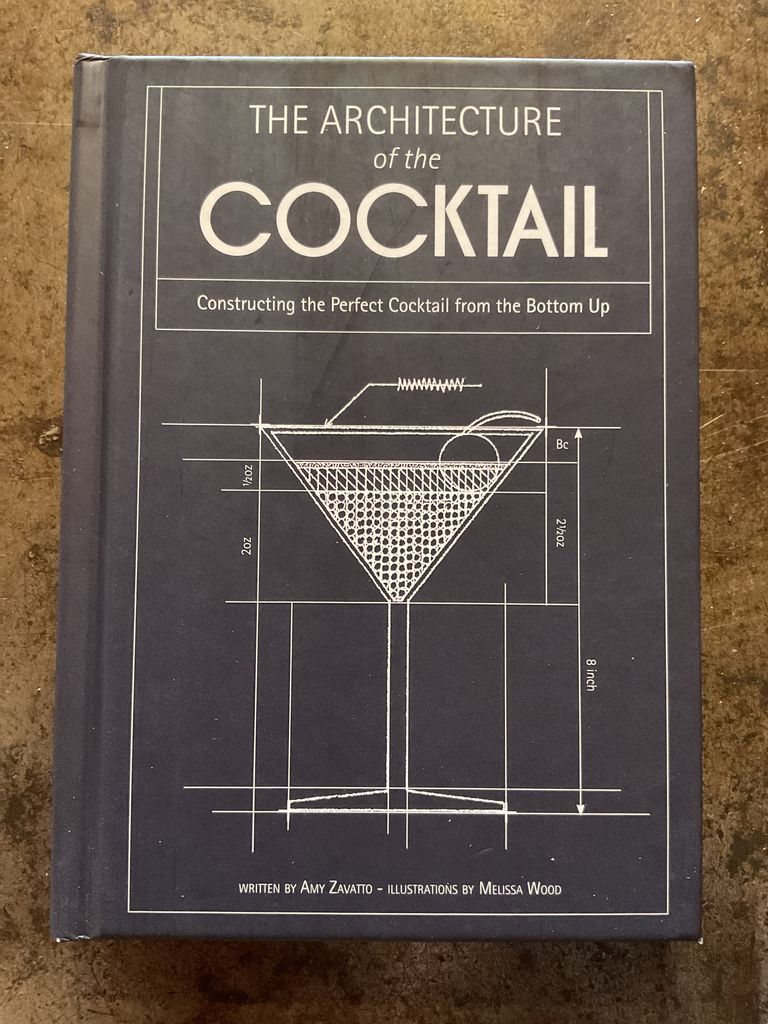 THE ARCHITECTURE
of the
COCKTAIL
Constructing the Perfect Cocktail from the Bottom Up
Bc
½oz
2oz
2½oz
8 inch
WRITTEN BY AMY ZAVATTO - ILLUSTRATIONS BY MELISSA WOOD